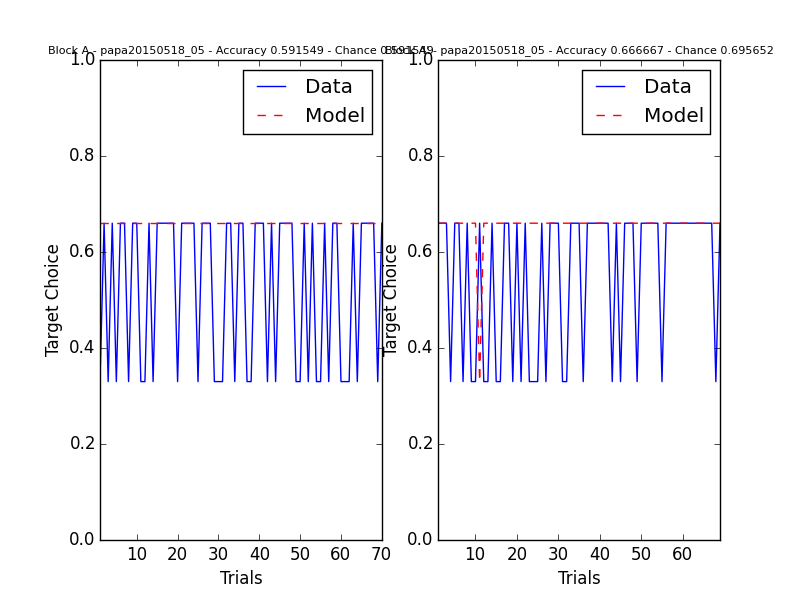 Block A - papa20150518_05 - Accuracy 0.591549 - Chance 0.591549
- papa20150518_05 - Accuracy 0.666667 - Chance 0.695652
1.0
0.8
0.6
0.4
0.2
0.0
Target Choice
10 20 30 40 50 60 70
Trials
Data
Model
1.0
0.8
0.6
0.4
0.2
0.0
Target Choice
10 20 30 40 50 60
Trials
Data
Model